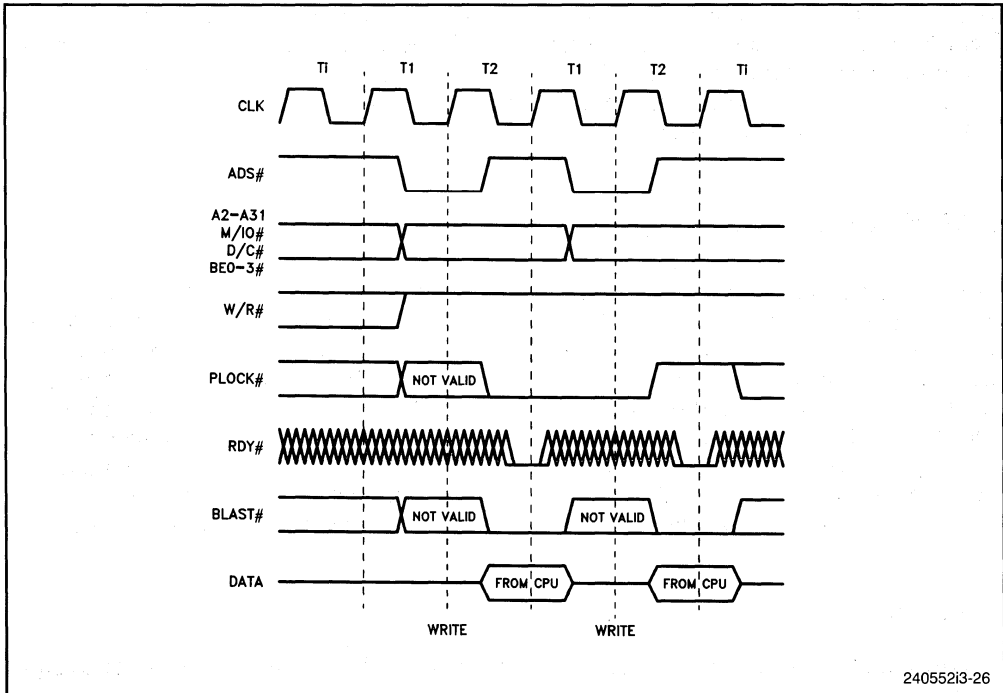 Ti T1 T2 T1 T2 Ti
CLK
ADS#
A2–A31
M/IO#
D/C#
BE0-3#
W/R#
PLOCK# NOT VALID
RDY#
BLAST# NOT VALID NOT VALID
DATA FROM CPU FROM CPU
WRITE WRITE
240552i3-26